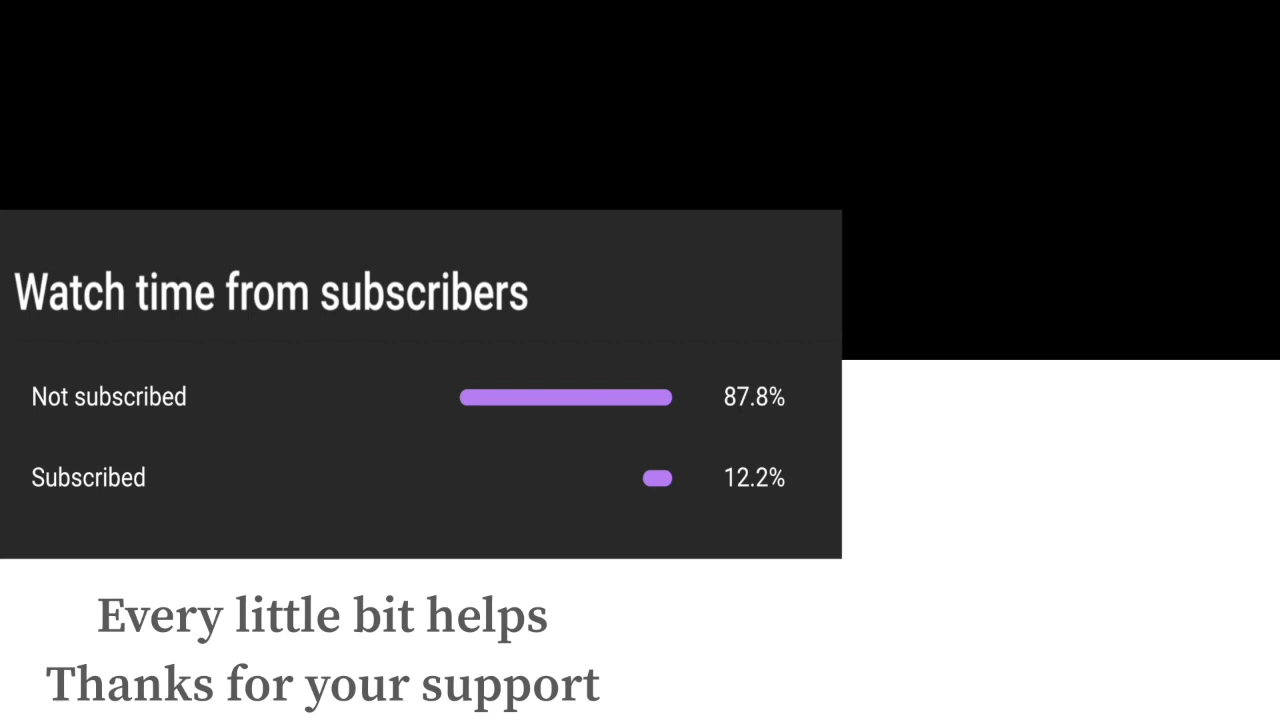 Watch time from subscribers
Not subscribed 87.8%
Subscribed 12.2%
Every little bit helps
Thanks for your support